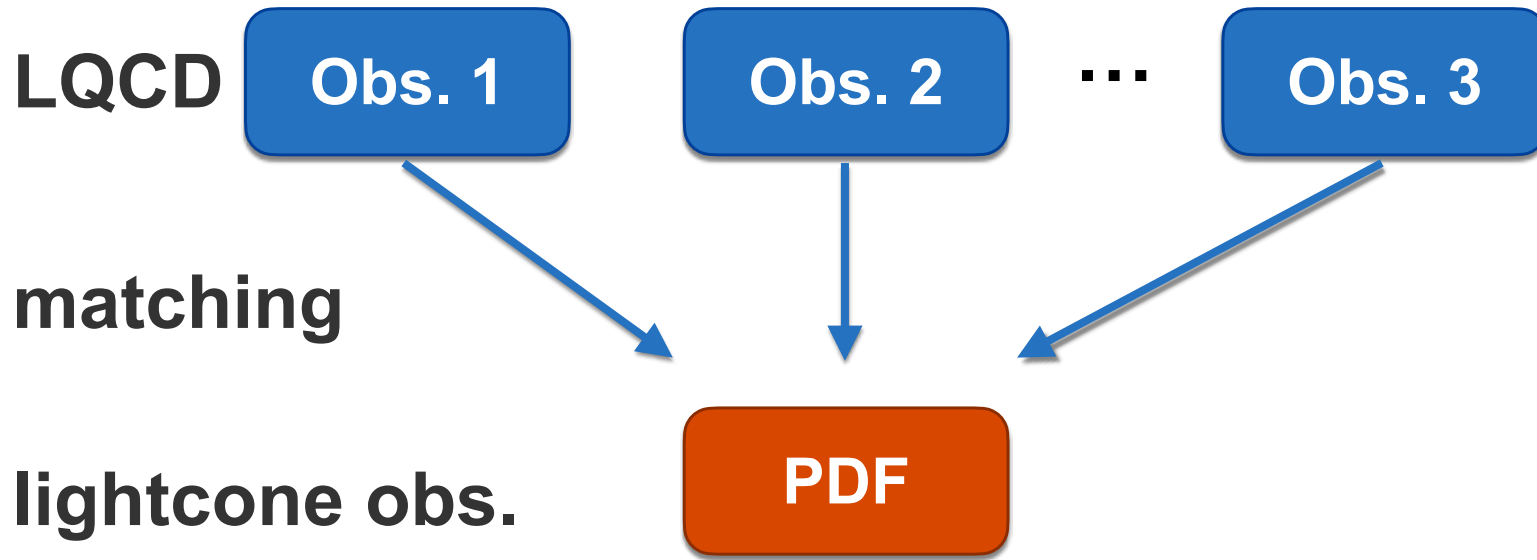 LQCD Obs. 1 Obs. 2 ... Obs. 3
matching
lightcone obs. PDF